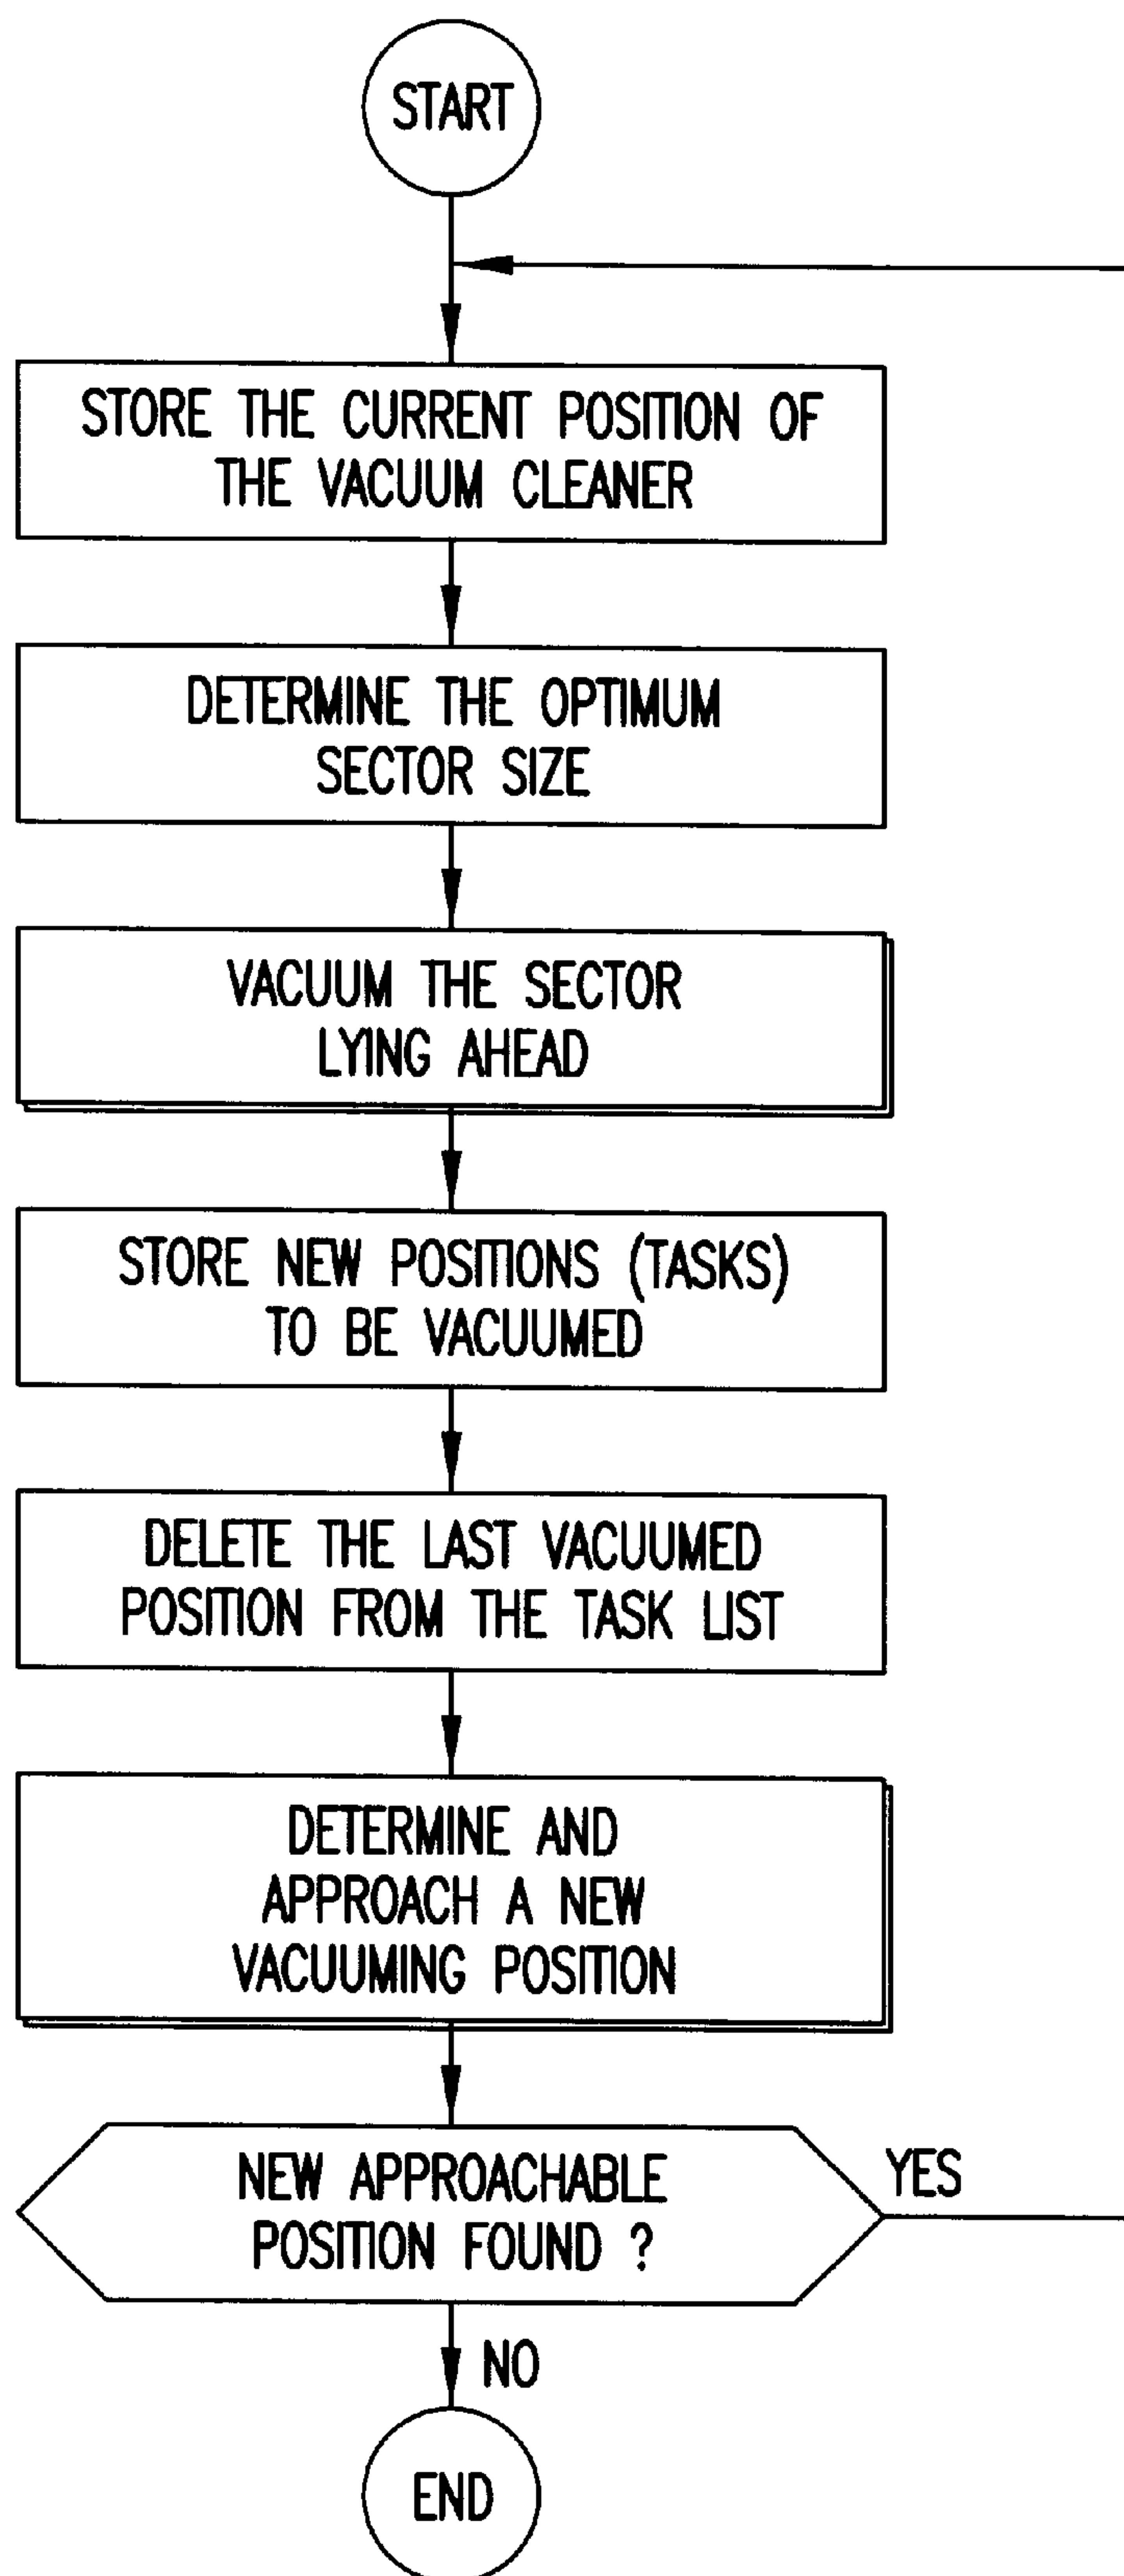 START
STORE THE CURRENT POSITION OF
THE VACUUM CLEANER
DETERMINE THE OPTIMUM
SECTOR SIZE
VACUUM THE SECTOR
LYING AHEAD
STORE NEW POSITIONS (TASKS)
TO BE VACUUMED
DELETE THE LAST VACUUMED
POSITION FROM THE TASK LIST
DETERMINE AND
APPROACH A NEW
VACUUMING POSITION
NEW APPROACHABLE
POSITION FOUND ?
YES
NO
END